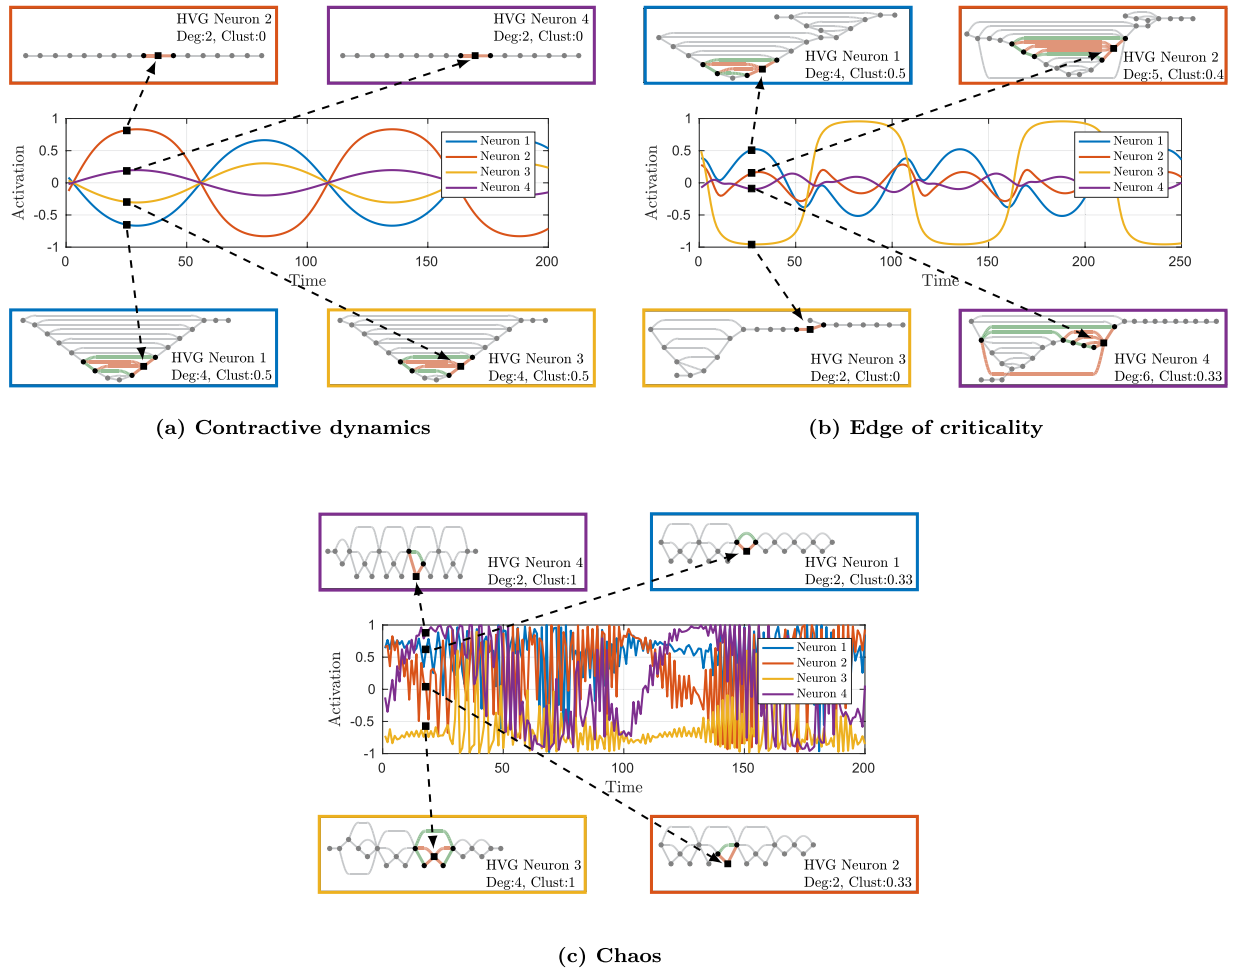 HVG Neuron 2
Deg:2, Clust:0
HVG Neuron 4
Deg:2, Clust:0
HVG Neuron 1
Deg:4, Clust:0.5
HVG Neuron 2
Deg:5, Clust:0.4
1
0.5
0
-0.5
-1
Activation
Neuron 1
Neuron 2
Neuron 3
Neuron 4
0 50 100 150 200
Time
1
0.5
0
-0.5
-1
Activation
Neuron 1
Neuron 2
Neuron 3
Neuron 4
0 50 100 150 200 250
Time
HVG Neuron 1
Deg:4, Clust:0.5
HVG Neuron 3
Deg:4, Clust:0.5
HVG Neuron 3
Deg:2, Clust:0
HVG Neuron 4
Deg:6, Clust:0.33
(a) Contractive dynamics
(b) Edge of criticality
HVG Neuron 4
Deg:2, Clust:1
HVG Neuron 1
Deg:2, Clust:0.33
1
0.5
0
-0.5
-1
Activation
Neuron 1
Neuron 2
Neuron 3
Neuron 4
0 50 100 150 200
Time
HVG Neuron 3
Deg:4, Clust:1
HVG Neuron 2
Deg:2, Clust:0.33
(c) Chaos